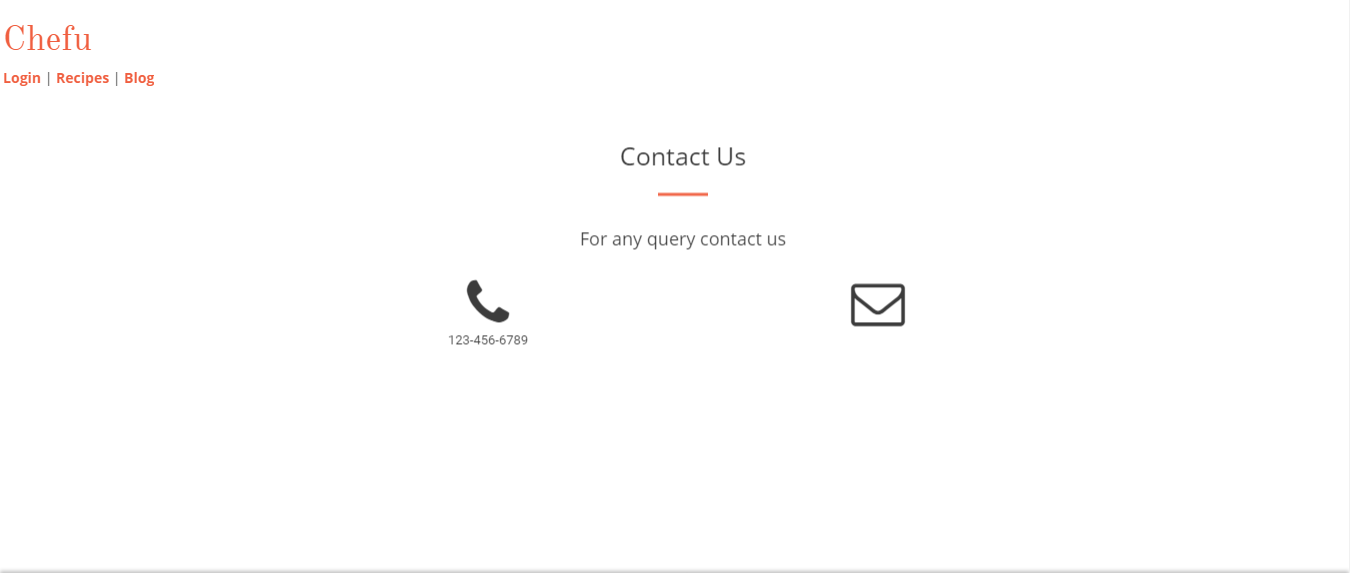 Chefu
Login | Recipes | Blog
Contact Us
For any query contact us
123-456-6789